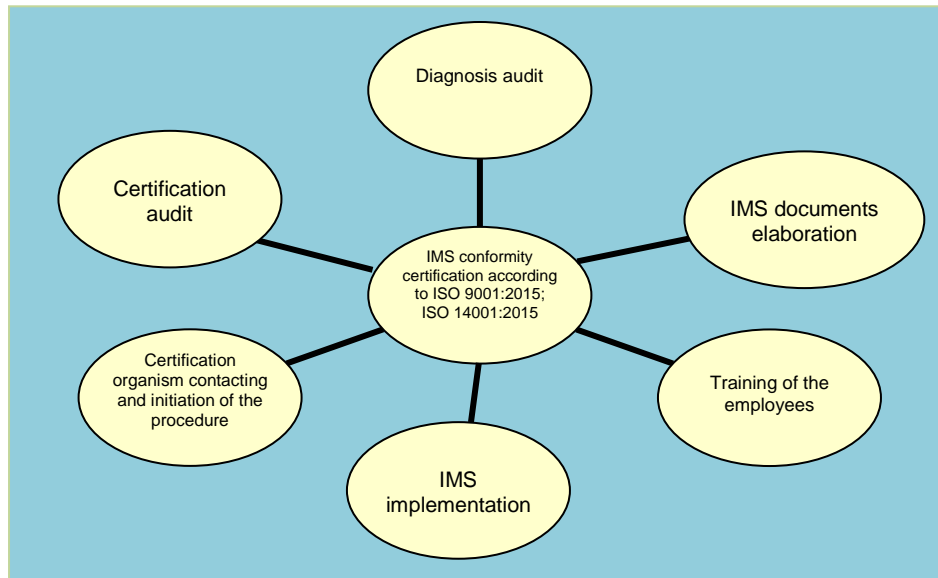 Diagnosis audit
Certification
audit
IMS documents
elaboration
IMS conformity
certification according
to ISO 9001:2015;
ISO 14001:2015
Certification
organism contacting
and initiation of the
procedure
Training of the
employees
IMS
implementation